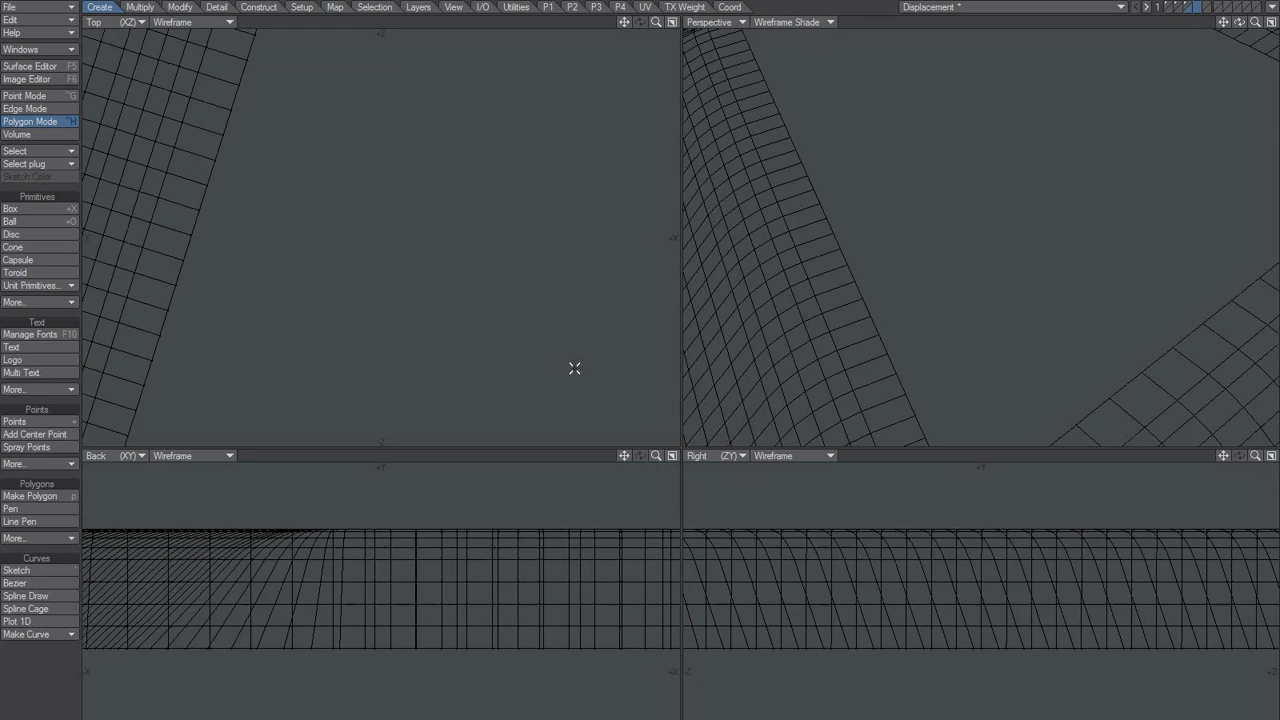 File Create Multiply Modify Detail Construct Setup Map Selection Layers View I/O Utilities P1 P2 P3 P4 UV TX Weight Coord Displacement * 1
Edit Top (XZ) Wireframe Perspective Wireframe Shade
Help +Z
Windows
Surface Editor F5
Image Editor F6
Point Mode ^G
Edge Mode
Polygon Mode ^H
Volume
Select
Select plug
Sketch Color
Primitives
Box +X
Ball +O
Disc -X +X
Cone
Capsule
Toroid
Unit Primitives...
More...
Text
Manage Fonts F10
Text
Logo
Multi Text
More...
Points
Points +
Add Center Point -Z
Spray Points Back (XY) Wireframe Right (ZY) Wireframe
More... +Y +Y
Polygons
Make Polygon p
Pen
Line Pen
More...
Curves
Sketch '
Bezier
Spline Draw
Spline Cage
Plot 1D
Make Curve
-X +X -Z +Z